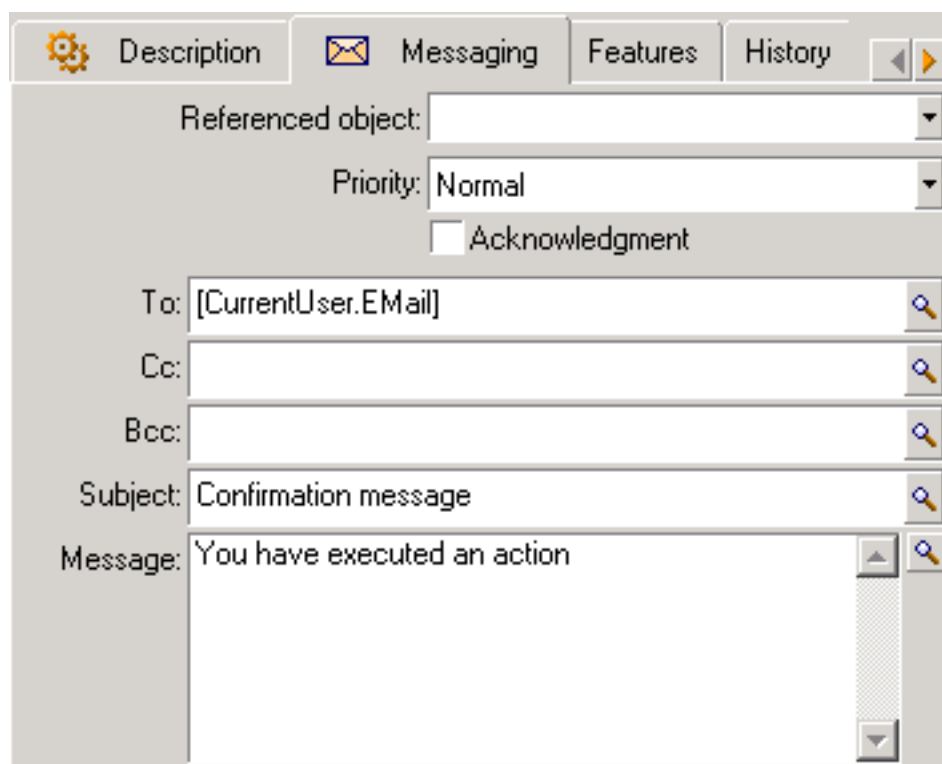 Description Messaging Features History
Referenced object:
Priority: Normal
Acknowledgment
To: [CurrentUser.EMail]
Cc:
Bcc:
Subject: Confirmation message
Message: You have executed an action